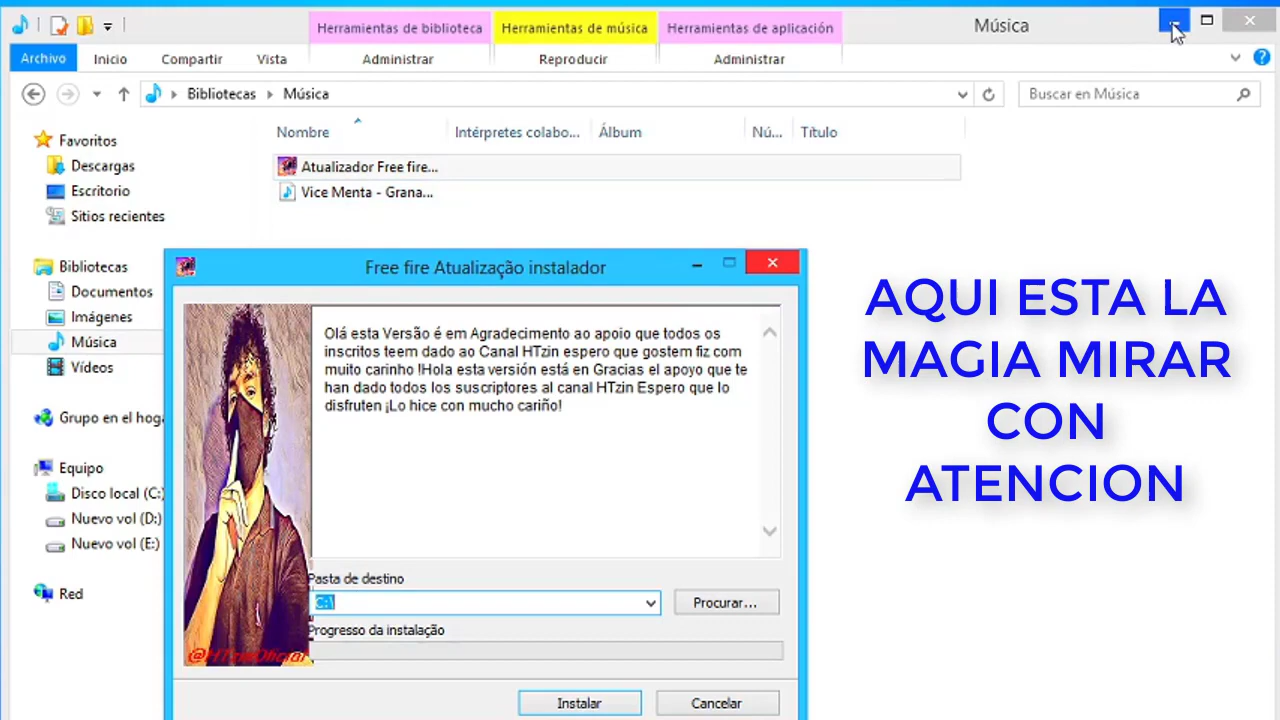 Herramientas de biblioteca
Herramientas de música
Herramientas de aplicación
Música
Archivo
Inicio
Compartir
Vista
Administrar
Reproducir
Administrar
Bibliotecas
Música
Buscar en Música
Favoritos
Descargas
Escritorio
Sitios recientes
Bibliotecas
Documentos
Imágenes
Música
Vídeos
Grupo en el hoga
Equipo
Disco local (C:)
Nuevo vol (D:)
Nuevo vol (E:)
Red
Nombre
Intérpretes colabo...
Álbum
Nú...
Título
Atualizador Free fire...
Vice Menta - Grana...
Free fire Atualização instalador
Olá esta Versão é em Agradecimento ao apoio que todos os
inscritos teem dado ao Canal HTzin espero que gostem fiz com
muito carinho !Hola esta versión está en Gracias el apoyo que te
han dado todos los suscriptores al canal HTzin Espero que lo
disfruten ¡Lo hice con mucho cariño!
Pasta de destino
C:\
Procurar...
Progresso da instalação
@HTzinOficial
Instalar
Cancelar
AQUI ESTA LA
MAGIA MIRAR
CON
ATENCION